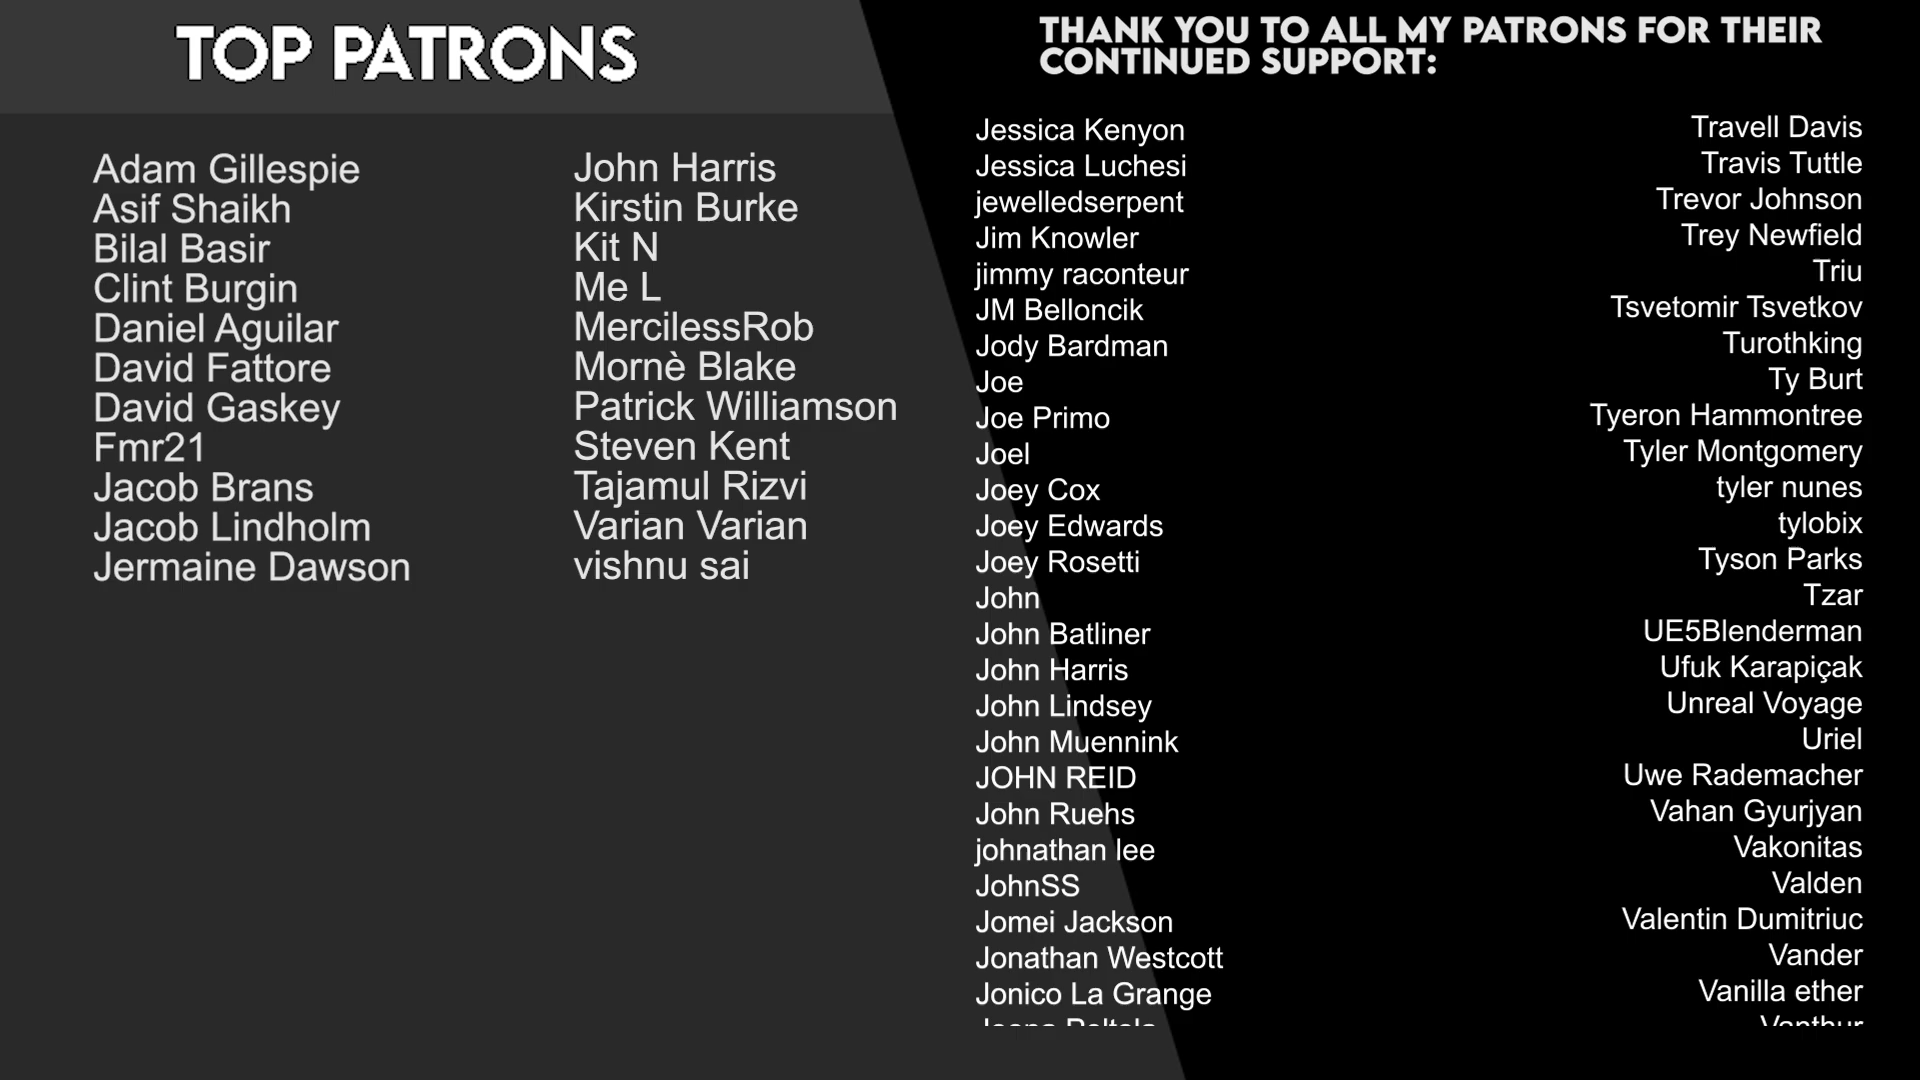 TOP PATRONS
Adam Gillespie
Asif Shaikh
Bilal Basir
Clint Burgin
Daniel Aguilar
David Fattore
David Gaskey
Fmr21
Jacob Brans
Jacob Lindholm
Jermaine Dawson
John Harris
Kirstin Burke
Kit N
Me L
MercilessRob
Mornè Blake
Patrick Williamson
Steven Kent
Tajamul Rizvi
Varian Varian
vishnu sai
THANK YOU TO ALL MY PATRONS FOR THEIR
CONTINUED SUPPORT:
Jessica Kenyon
Jessica Luchesi
jewelledserpent
Jim Knowler
jimmy raconteur
JM Belloncik
Jody Bardman
Joe
Joe Primo
Joel
Joey Cox
Joey Edwards
Joey Rosetti
John
John Batliner
John Harris
John Lindsey
John Muennink
JOHN REID
John Ruehs
johnathan lee
JohnSS
Jomei Jackson
Jonathan Westcott
Jonico La Grange
Travell Davis
Travis Tuttle
Trevor Johnson
Trey Newfield
Triu
Tsvetomir Tsvetkov
Turothking
Ty Burt
Tyeron Hammontree
Tyler Montgomery
tyler nunes
tylobix
Tyson Parks
Tzar
UE5Blenderman
Ufuk Karapiçak
Unreal Voyage
Uriel
Uwe Rademacher
Vahan Gyurjyan
Vakonitas
Valden
Valentin Dumitriuc
Vander
Vanilla ether